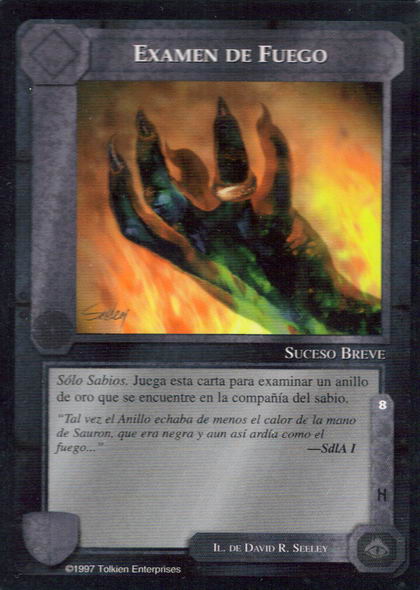 EXAMEN DE FUEGO
Seeley
SUCESO BREVE
Sólo Sabios. Juega esta carta para examinar un anillo
de oro que se encuentre en la compañía del sabio.
"Tal vez el Anillo echaba de menos el calor de la mano
de Sauron, que era negra y aun así ardía como el
fuego..." —SdlA I
8
H
IL. DE DAVID R. SEELEY
©1997 Tolkien Enterprises